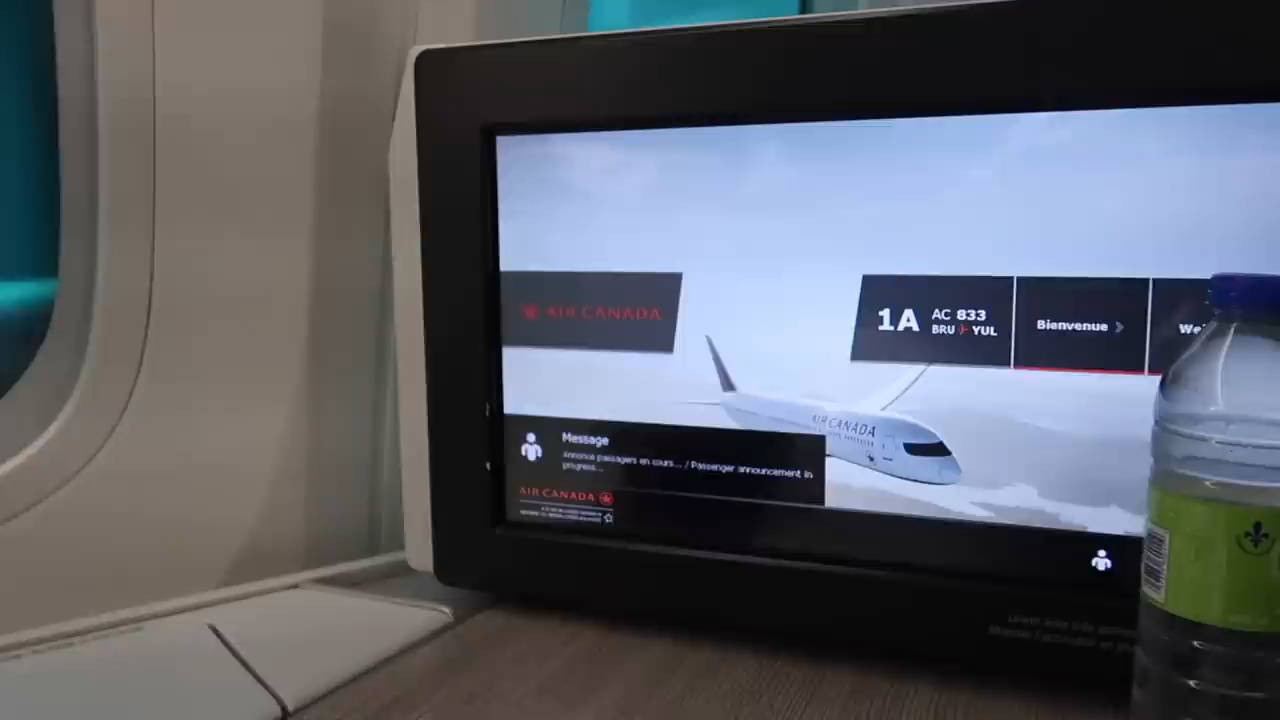 AIR CANADA
1A
AC 833
BRU YUL
Bienvenue
AIR CANADA
Message
Annonce passagers en cours... / Passenger announcement in
progress...
AIR CANADA